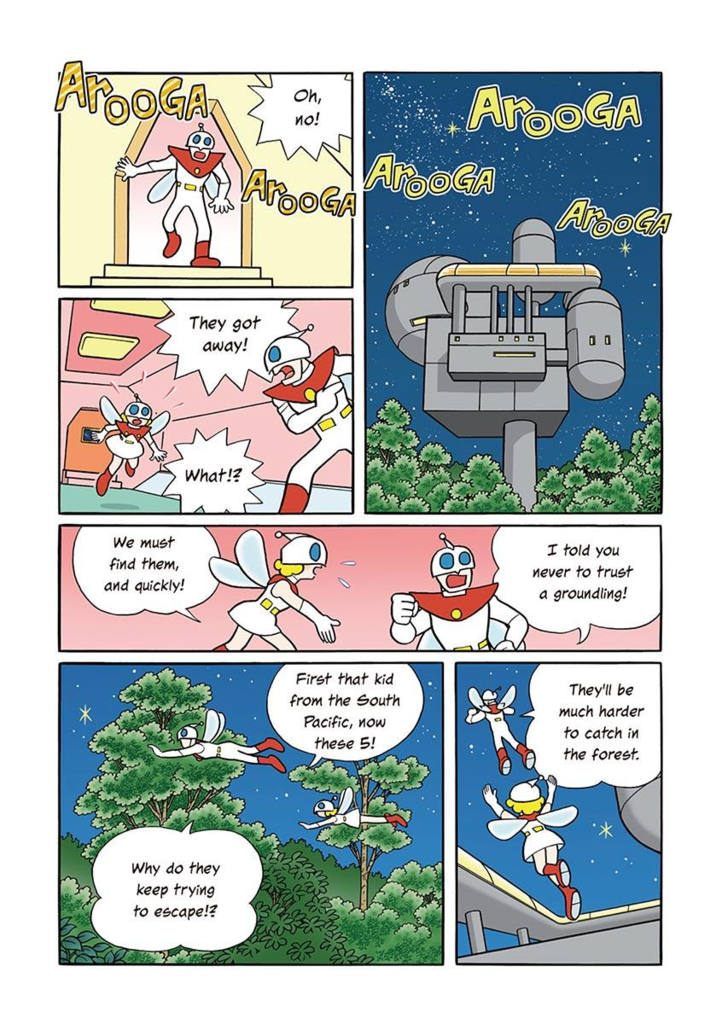 AROOGA
AROOGA
AROOGA
AROOGA
Oh,
no!
AROOGA
They got
away!
What!?
I told you
never to trust
a groundling!
We must
find them,
and quickly!
They'll be
much harder
to catch in
the forest.
First that kid
from the South
Pacific, now
these 5!
Why do they
keep trying
to escape!?